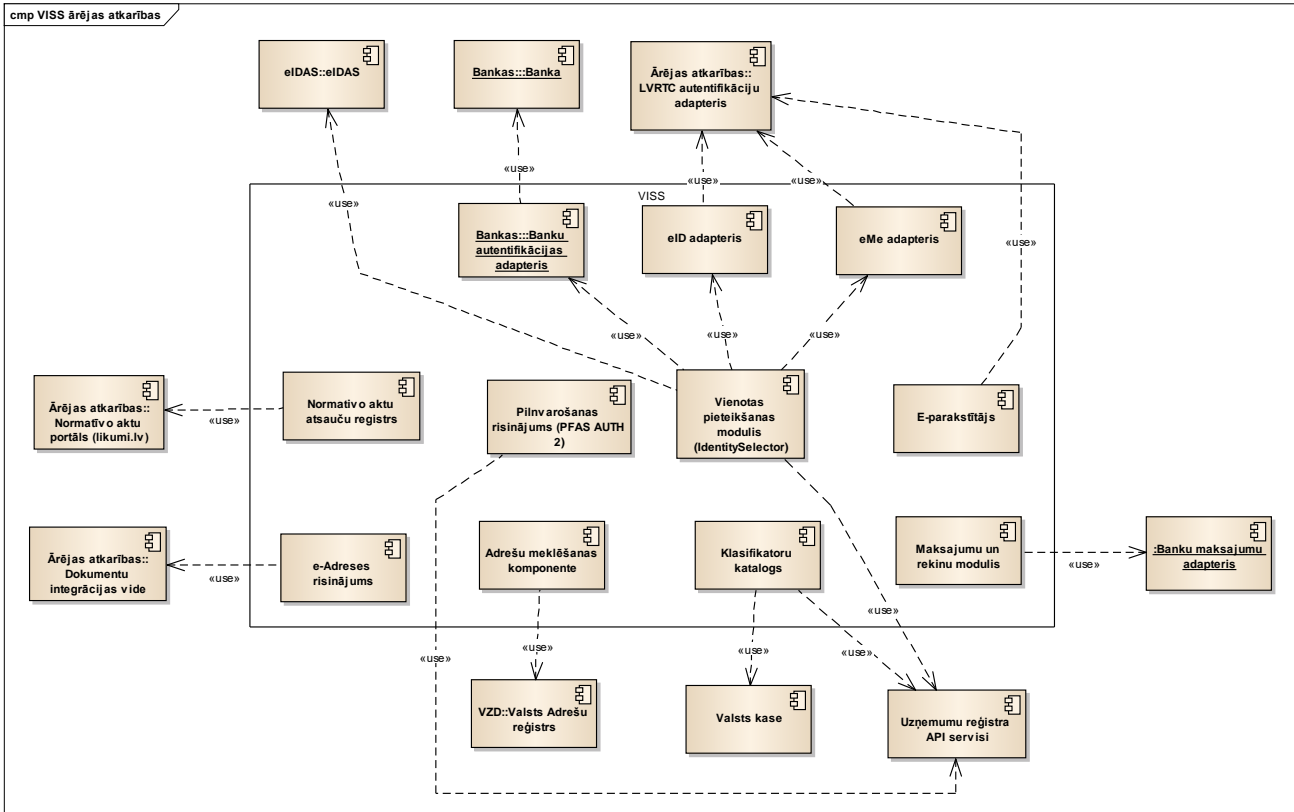 cmp VISS ārējas atkarības
eIDAS::eIDAS
Bankas:::Banka
Ārējas atkarības::
LVRTC autentifikāciju
adapteris
«use»
«use»
«use»
«use»
VISS
Bankas:::Banku
autentifikācijas
adapteris
eID adapteris
eMe adapteris
«use»
«use»
«use»
«use»
Ārējas atkarības::
Normatīvo aktu
portāls (likumi.lv)
«use»
Normatīvo aktu
atsauču reģistrs
Pilnvarošanas
risinājums (PFAS AUTH
2)
Vienotas
pieteikšanas
modulis
(IdentitySelector)
E-parakstītājs
Ārējas atkarības::
Dokumentu
integrācijas vide
«use»
e-Adreses
risinājums
Adrešu meklēšanas
komponente
Klasifikatoru
katalogs
Maksajumu un
rekinu modulis
«use»
:Banku maksajumu
adapteris
«use»
«use»
«use»
«use»
«use»
VZD::Valsts Adrešu
reģistrs
Valsts kase
Uzņemumu reģistra
API servisi